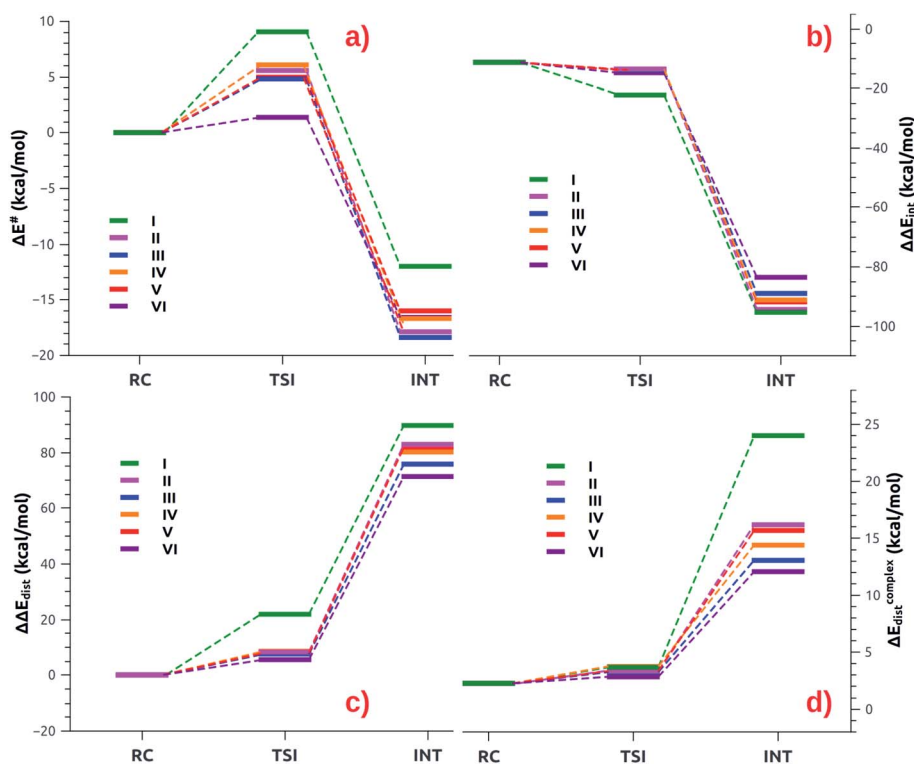 a)
10
5
0
−5
−10
−15
−20
ΔE# (kcal/mol)
I
II
III
IV
V
VI
RC TSI INT
b)
0
−20
−40
−60
−80
−100
ΔΔEint (kcal/mol)
I
II
III
IV
V
VI
RC TSI INT
100
80
60
40
20
0
−20
ΔΔEdist (kcal/mol)
I
II
III
IV
V
VI
c)
RC TSI INT
25
20
15
10
5
0
ΔEdist complex (kcal/mol)
I
II
III
IV
V
VI
d)
RC TSI INT